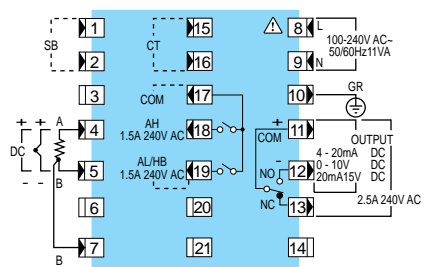 1
15
8
L
SB
CT
100-240V AC~
50/60Hz11VA
2
16
9
N
3
COM
17
10
GR
+
+
A
4
AH
1.5A 240V AC
18
+
COM
11
OUTPUT
DC
4 - 20mA DC
0 - 10V DC
20mA15V DC
5
AL/HB
1.5A 240V AC
19
-
NO
12
-
-
B
2.5A 240V AC
6
20
NC
13
7
21
14
B